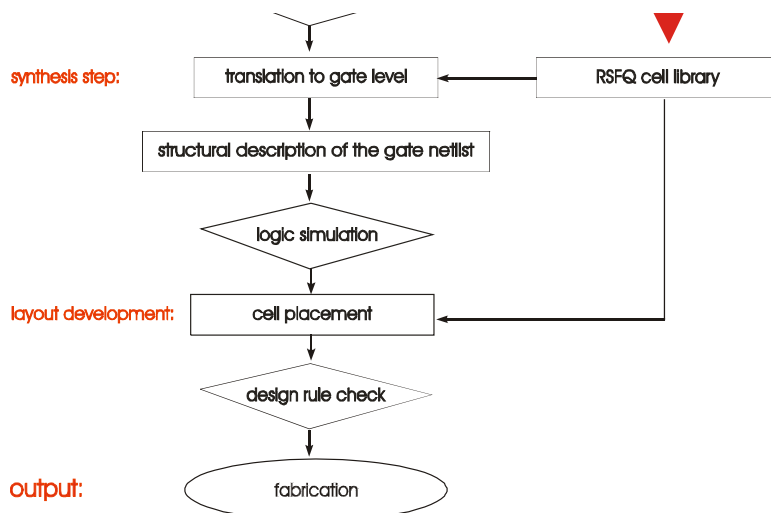 synthesis step:
translation to gate level
RSFQ cell library
structural description of the gate netlist
logic simulation
layout development:
cell placement
design rule check
output:
fabrication